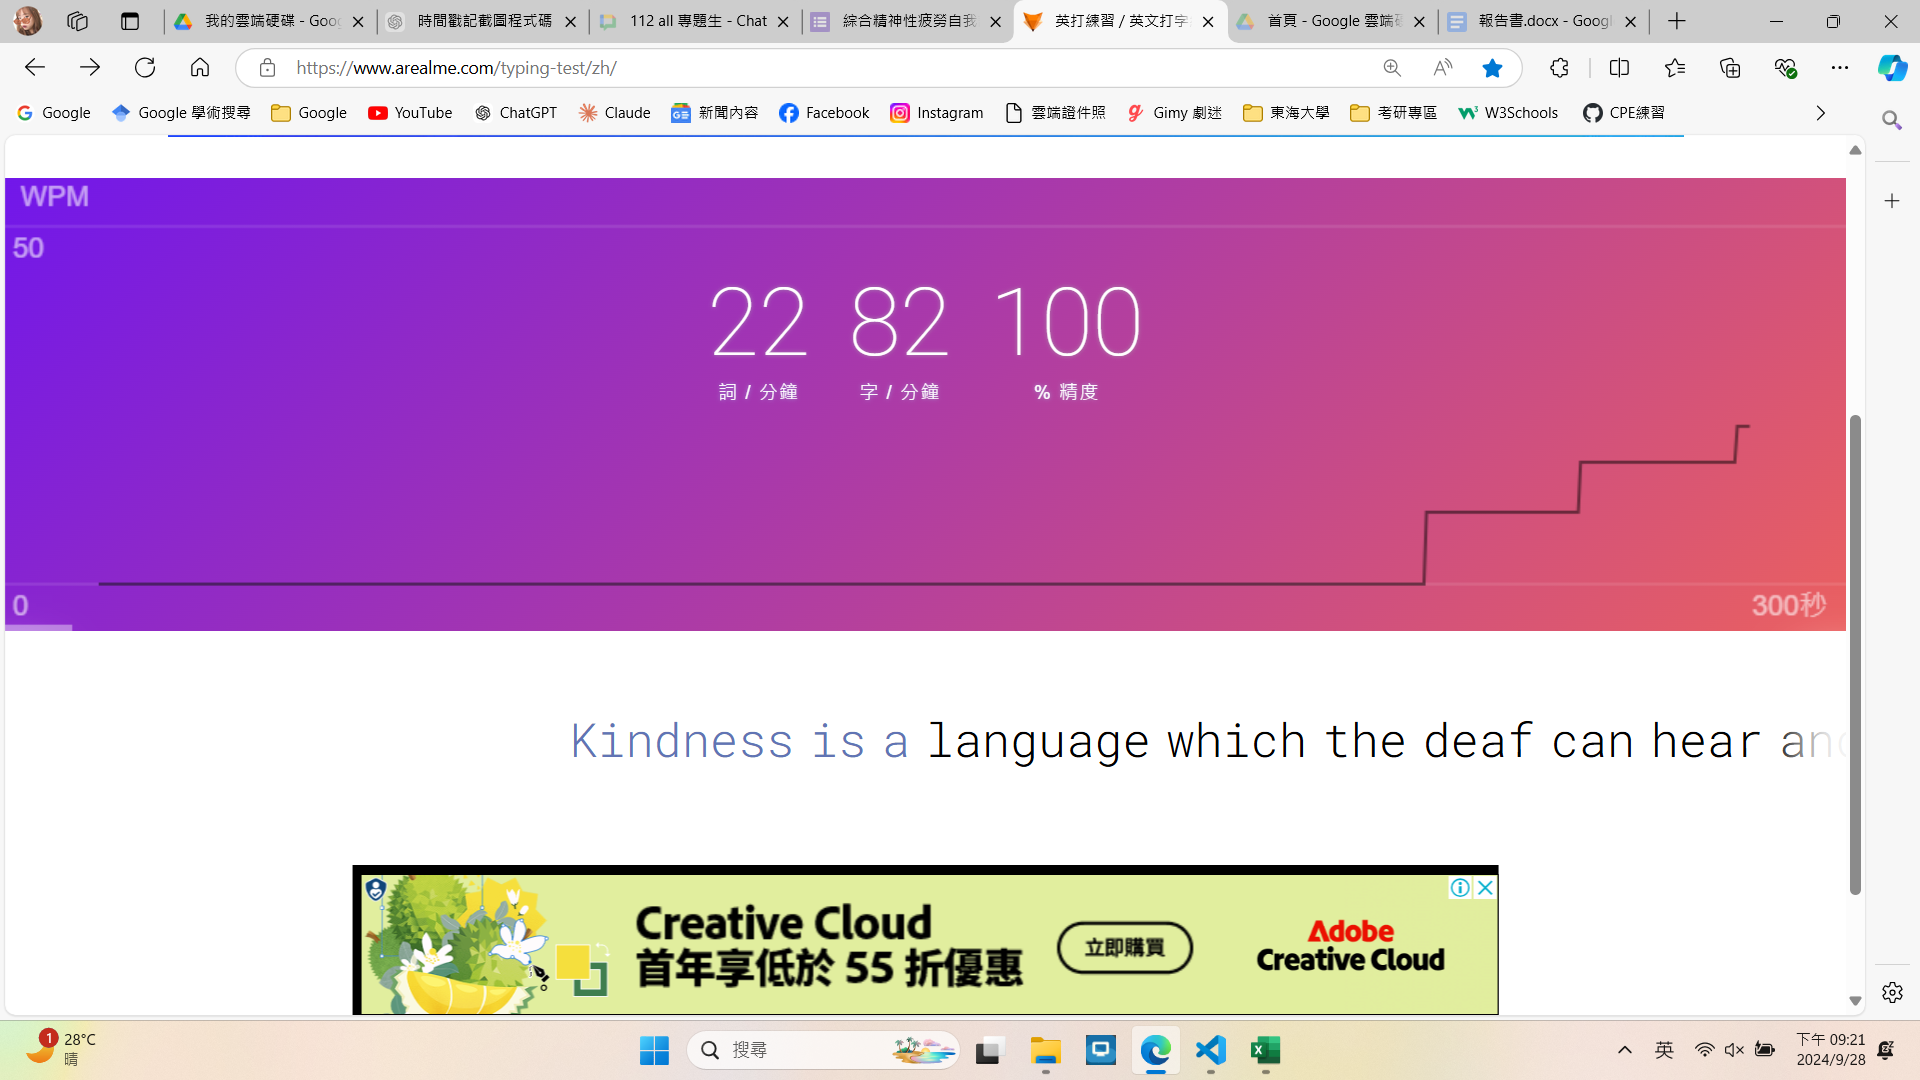 我的雲端硬碟 - Goog
時間戳記截圖程式碼
112 all 專題生 - Chat
綜合精神性疲勞自我
英打練習 / 英文打字
首頁 - Google 雲端硬
報告書.docx - Googl
https://www.arealme.com/typing-test/zh/
Google
Google 學術搜尋
Google
YouTube
ChatGPT
Claude
新聞內容
Facebook
Instagram
雲端證件照
Gimy 劇迷
東海大學
考研專區
W3Schools
CPE練習
WPM
50
22 82 100
詞 / 分鐘 字 / 分鐘 % 精度
0
300秒
Kindness is a language which the deaf can hear and
Creative Cloud
首年享低於 55 折優惠
立即購買
Adobe
Creative Cloud
1
28°C
晴
搜尋
英
下午 09:21
2024/9/28